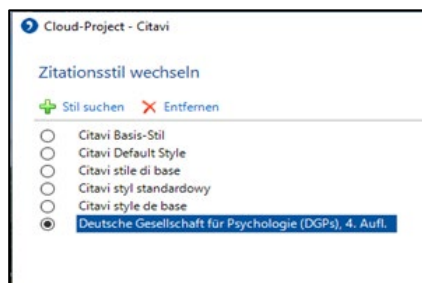 Cloud-Project - Citavi
Zitationsstil wechseln
Stil suchen Entfernen
Citavi Basis-Stil
Citavi Default Style
Citavi stile di base
Citavi styl standardowy
Citavi style de base
Deutsche Gesellschaft für Psychologie (DGPs), 4. Aufl.